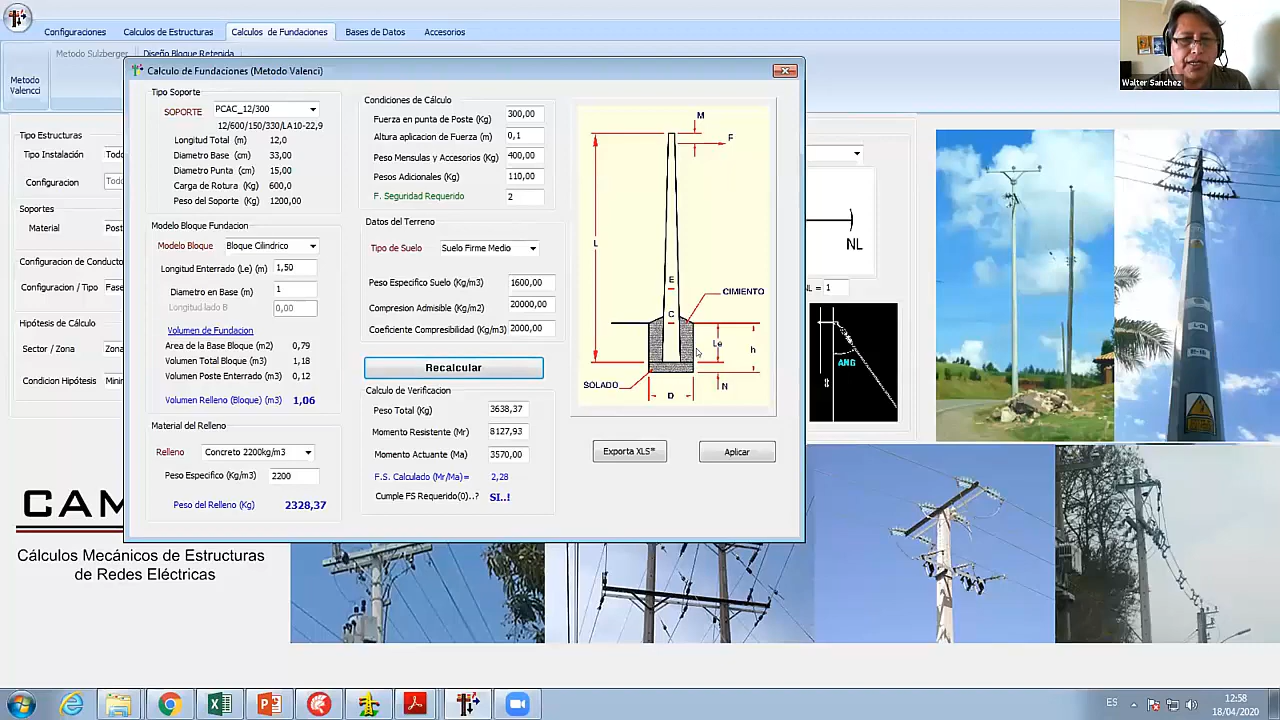 Configuraciones
Calculos de Estructuras
Calculos de Fundaciones
Bases de Datos
Accesorios
Metodo Sulzberger
Diseño Bloque Retenida
Metodo
Valencci
Walter Sanchez
Calculo de Fundaciones (Metodo Valenci)
Tipo Estructuras
Tipo Instalación
Todo
Configuracion
Todo
Soportes
Material
Post
Configuracion de Conducto
Configuracion / Tipo
Fase
Hipótesis de Cálculo
Sector / Zona
Zona
Condicion Hipótesis
Mini
Tipo Soporte
SOPORTE
PCAC_12/300
12/600/150/330/LA10-22,9
Longitud Total (m)
12,0
Diametro Base (cm)
33,00
Diametro Punta (cm)
15,00
Carga de Rotura (Kg)
600,0
Peso del Soporte (Kg)
1200,00
Modelo Bloque Fundacion
Modelo Bloque
Bloque Cilindrico
Longitud Enterrado (Le) (m)
1,50
Diametro en Base (m)
1
Longitud lado B
0,00
Volumen de Fundacion
Area de la Base Bloque (m2)
0,79
Volumen Total Bloque (m3)
1,18
Volumen Poste Enterrado (m3)
0,12
Volumen Relleno (Bloque) (m3)
1,06
Material del Relleno
Relleno
Concreto 2200kg/m3
Peso Especifico (Kg/m3)
2200
Peso del Relleno (Kg)
2328,37
Condiciones de Cálculo
Fuerza en punta de Poste (Kg)
300,00
Altura aplicacion de Fuerza (m)
0,1
Peso Mensulas y Accesorios (Kg)
400,00
Pesos Adicionales (Kg)
110,00
F. Seguridad Requerido
2
Datos del Terreno
Tipo de Suelo
Suelo Firme Medio
Peso Especifico Suelo (Kg/m3)
1600,00
Compresion Admisible (Kg/m2)
20000,00
Coeficiente Compresibilidad (Kg/m3)
2000,00
Recalcular
Calculo de Verificacion
Peso Total (Kg)
3638,37
Momento Resistente (Mr)
8127,93
Momento Actuante (Ma)
3570,00
F.S. Calculado (Mr/Ma)=
2,28
Cumple FS Requerido(0)..?
SI..!
M
F
L
E
C
CIMIENTO
Le
h
SOLADO
N
D
Exporta XLS"
Aplicar
NL
NL = 1
ANG
CAM
Cálculos Mecánicos de Estructuras
de Redes Eléctricas
ES
12:58
18/04/2020